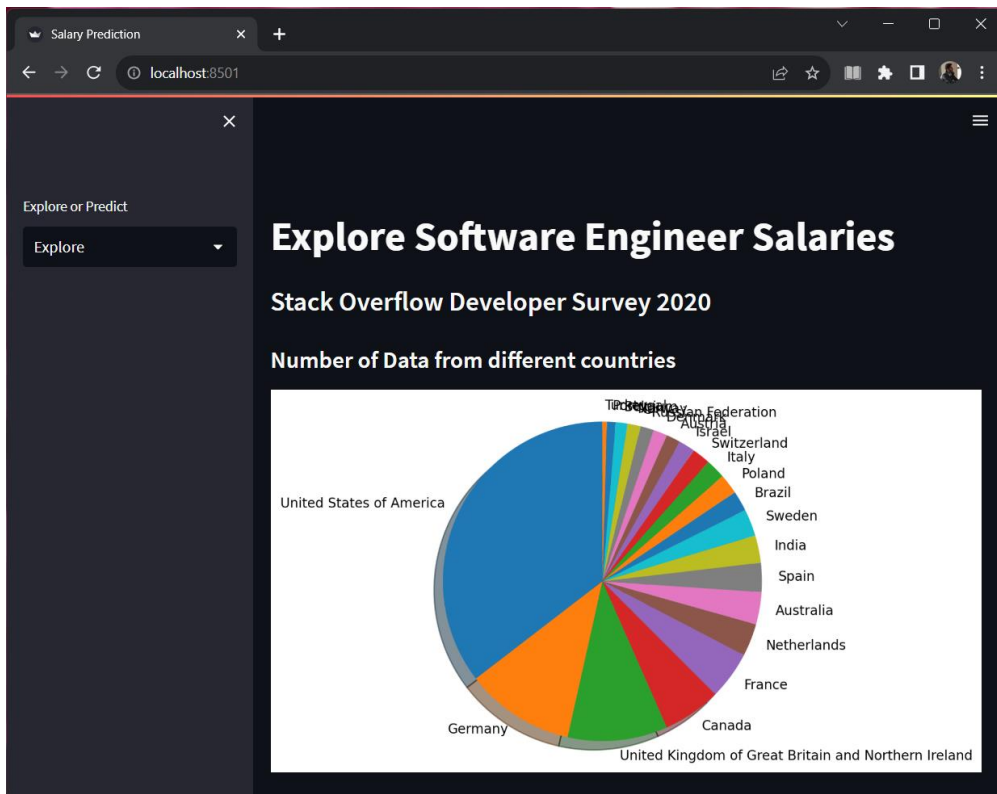 Salary Prediction
localhost:8501
Explore or Predict
Explore
Explore Software Engineer Salaries
Stack Overflow Developer Survey 2020
Number of Data from different countries
Russian Federation
Denmark
Austria
Israel
Switzerland
Italy
Poland
Brazil
Sweden
India
Spain
Australia
Netherlands
France
Canada
United Kingdom of Great Britain and Northern Ireland
Germany
United States of America